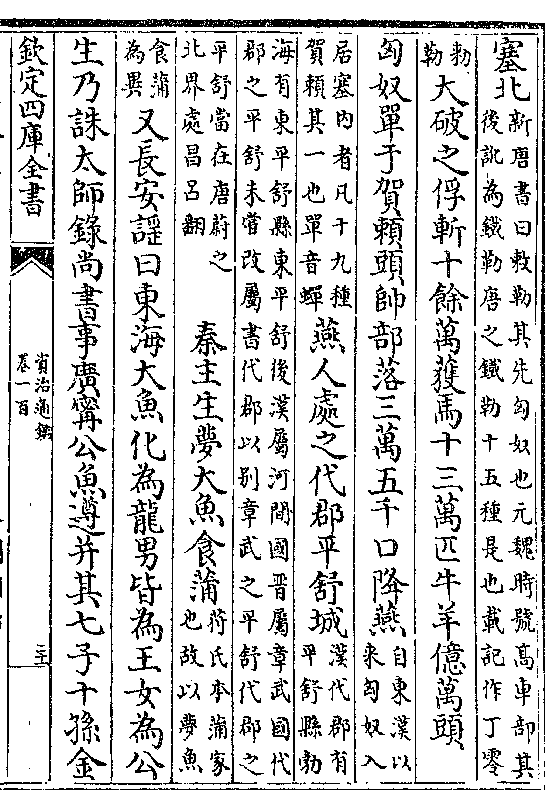 塞北新唐書曰敕勒其先匈奴也元魏時號高車部其
後訛為鐵勒唐之鐵勒十五種是也載記作丁零
勅
勒
大破之俘斬十餘萬獲馬十三萬匹牛羊億萬頭
匈奴單于賀賴頭帥部落三萬五千口降燕自東漢以
来匈奴入
居塞内者凡十九種
賀頼其一也單音蟬
燕人處之代郡平舒城漢代郡有
平舒縣勃
海有東平舒縣東平舒後漢屬河間國晉屬章武國代
郡之平舒未嘗改屬書代郡以别章武之平舒代郡之
平舒當在唐蔚之
北界處昌呂翻
秦主生夢大魚食蒲苻氏本蒲家
也故以夢魚
食蒲
為異
又長安謡曰東海大魚化為龍男皆為王女為公
生乃誅太師錄尚書事廣寧公魚遵并其七子十孫金
欽定四庫全書
資治通鑑
卷一百
二十